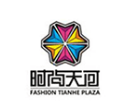 时尚天河
FASHION TIANHE PLAZA